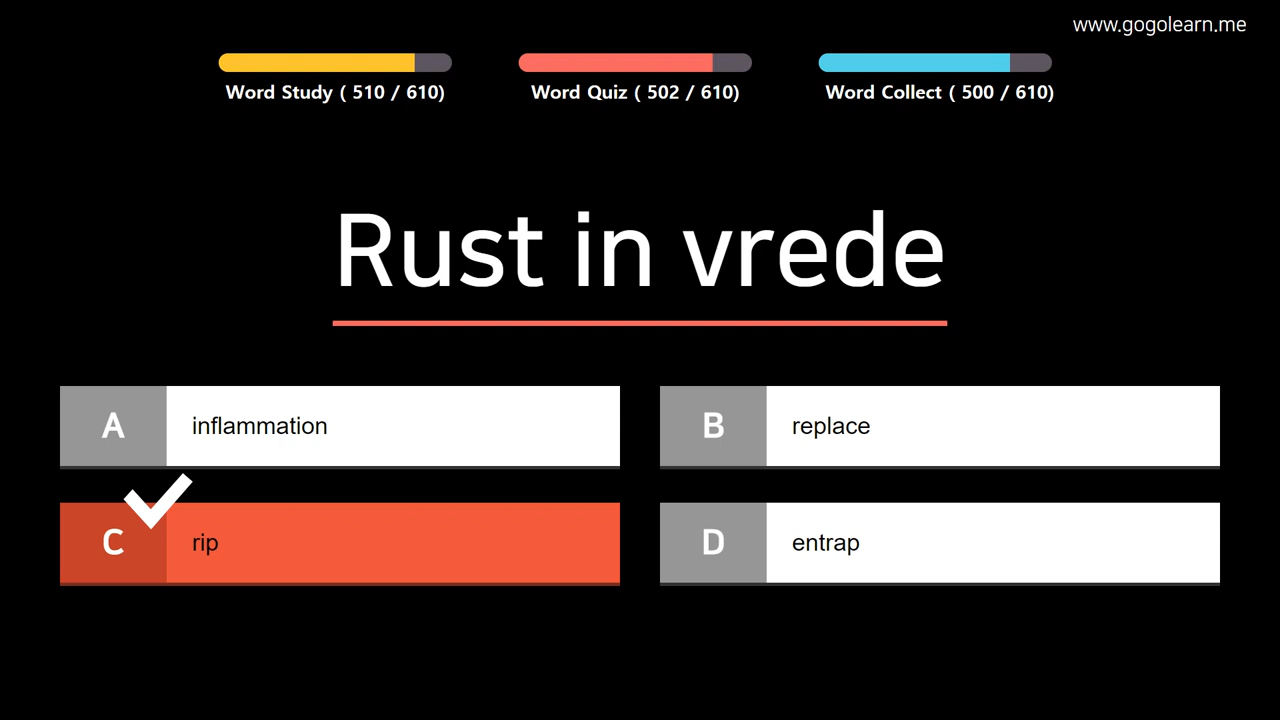 www.gogolearn.me
Word Study ( 510 / 610)
Word Quiz ( 502 / 610)
Word Collect ( 500 / 610)
Rust in vrede
A
inflammation
B
replace
C
rip
D
entrap